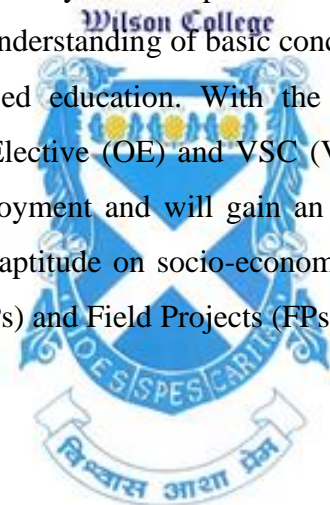 Wilson College
nderstanding of basic conc
ed education. With the
Elective (OE) and VSC (V
oyment and will gain an
aptitude on socio-econom
s) and Field Projects (FPs
SPES CARIT
विश्वास आशा प्रेम